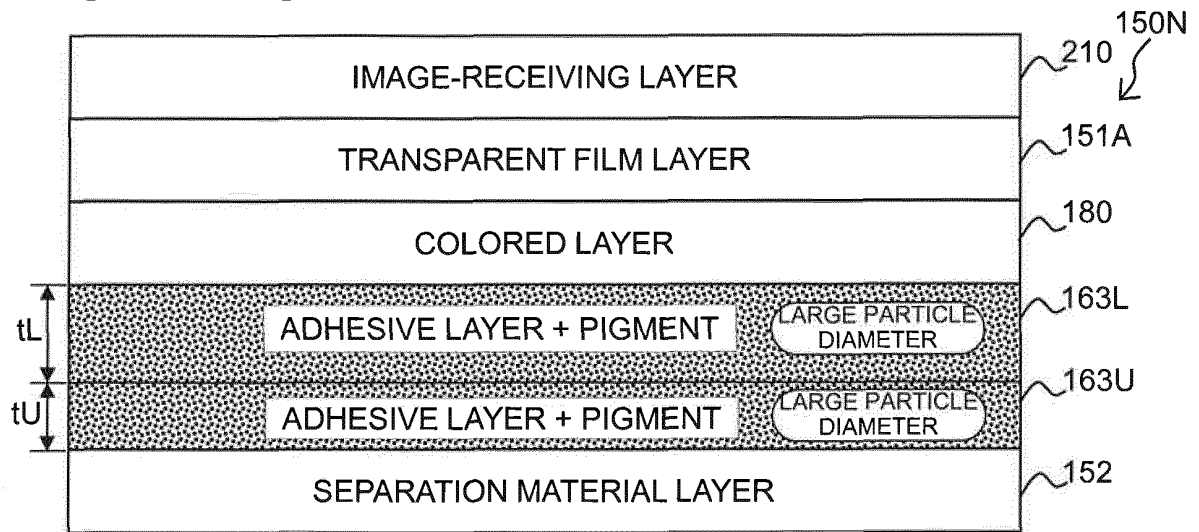 150N
IMAGE-RECEIVING LAYER 210
TRANSPARENT FILM LAYER 151A
COLORED LAYER 180
tL ADHESIVE LAYER + PIGMENT LARGE PARTICLE DIAMETER 163L
tU ADHESIVE LAYER + PIGMENT LARGE PARTICLE DIAMETER 163U
SEPARATION MATERIAL LAYER 152